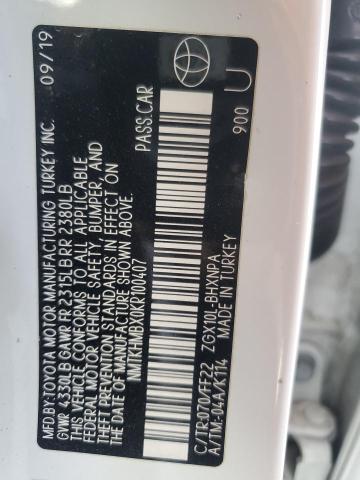 MFD.BY:TOYOTA MOTOR MANUFACTURING TURKEY INC. 09/19
GVWR 4330LB GAWR FR 2315LB RR 2380LB
THIS VEHICLE CONFORMS TO ALL APPLICABLE
FEDERAL MOTOR VEHICLE SAFETY, BUMPER, AND
THEFT PREVENTION STANDARDS IN EFFECT ON
THE DATE OF MANUFACTURE SHOWN ABOVE.
NMTKHMBX0KR100407 PASS.CAR
C/TR:070/FF22 ZGX10L-BHXNPA 900 U
A/TM:-04A/K114 MADE IN TURKEY